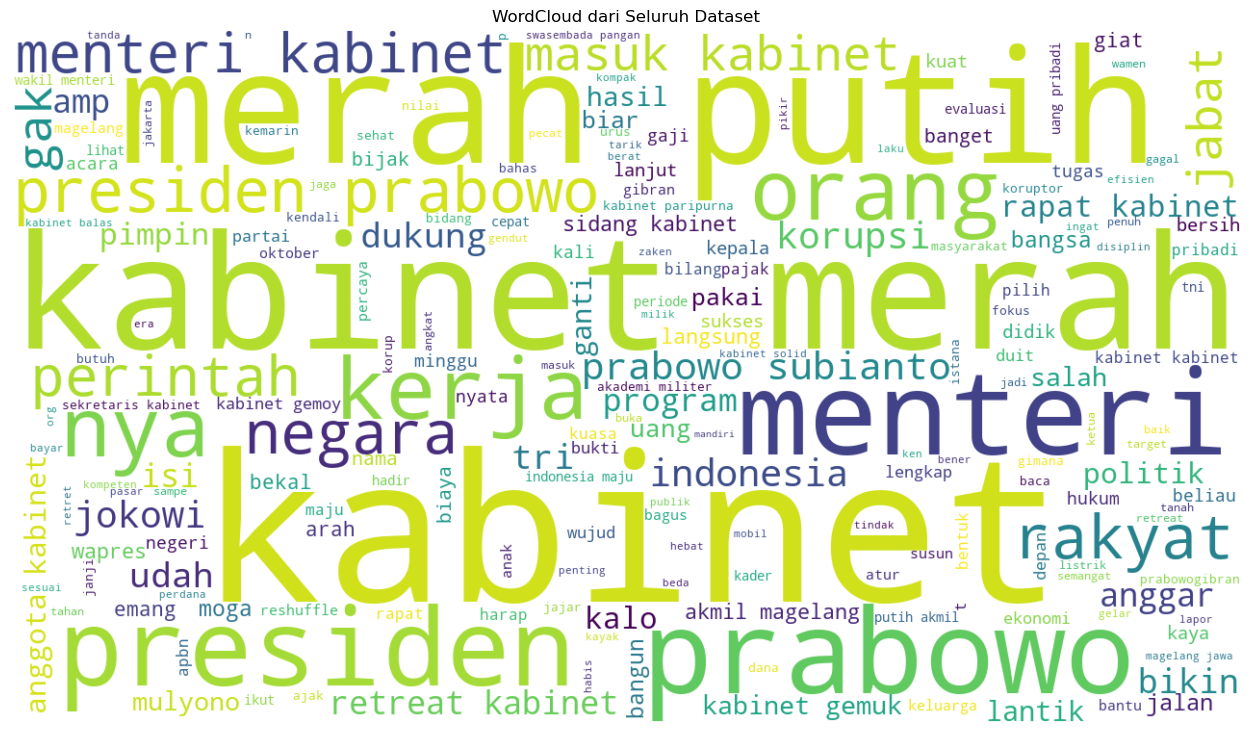 WordCloud dari Seluruh Dataset
tanda
n
p
swasembada pangan
menteri kabinet
masuk kabinet
giat
wakil menteri
kompak
kuat
wamen
jabat
gak
amp
merah putih
hasil
nilai
uang pribadi
evaluasi
magelang
jakarta
kemarin
sehat
pecat
biar
urus
gaji
pikir
banget
lihat
acara
bijak
tarik
berat
laku
gagal
bahas
lanjut
tugas
efisien
presiden prabowo
jaga
gibran
orang
koruptor
kabinet paripurna
rapat kabinet
kabinet balas
kendali
bidang
cepat
sidang kabinet
ingat
penuh
bersih
pimpin
partai
dukung
gendut
kali
zaken
kepala
korupsi
masyarakat
bangsa
disiplin
pribadi
oktober
percaya
kabinet merah
bilang
pajak
ganti
periode
pakai
pilih
tni
milik
sukses
fokus
era
angkat
langsung
didik
korup
minggu
istana
duit
kabinet kabinet
butuh
masuk
kabinet solid
perintah
kerja
prabowo subianto
jadi
salah
akademi militer
menteri
sekretaris kabinet
kabinet gemoy
nyata
program
org
nya
negara
buka
mandiri
uang
ketua
baik
target
kuasa
bukti
bayar
nama
tri
indonesia
ken
bener
gimana
politik
isi
kompeten
pasar
sampe
bekal
hadir
biaya
indonesia maju
lengkap
baca
hukum
beliau
retret
jokowi
maju
arah
publik
bagus
tanah
retreat
anggota kabinet
wapres
negeri
kabinet
wujud
hebat
mobil
tindak
susun
bentuk
depan
rakyat
listrik
semangat
janji
udah
anak
penting
kader
atur
sesuai
perdana
beda
prabowogibran
anggar
tahan
emang
moga
reshuffle
rapat
harap
jajar
kalo
akmil magelang
putih akmil
t
ekonomi
gelar
lapor
kaya
apbn
presiden
kayak
prabowo
magelang jawa
bangun
dana
habis
bikin
mulyono
ikut
ajak
retreat kabinet
kabinet gemuk
keluarga
lantik
bantu
jalan